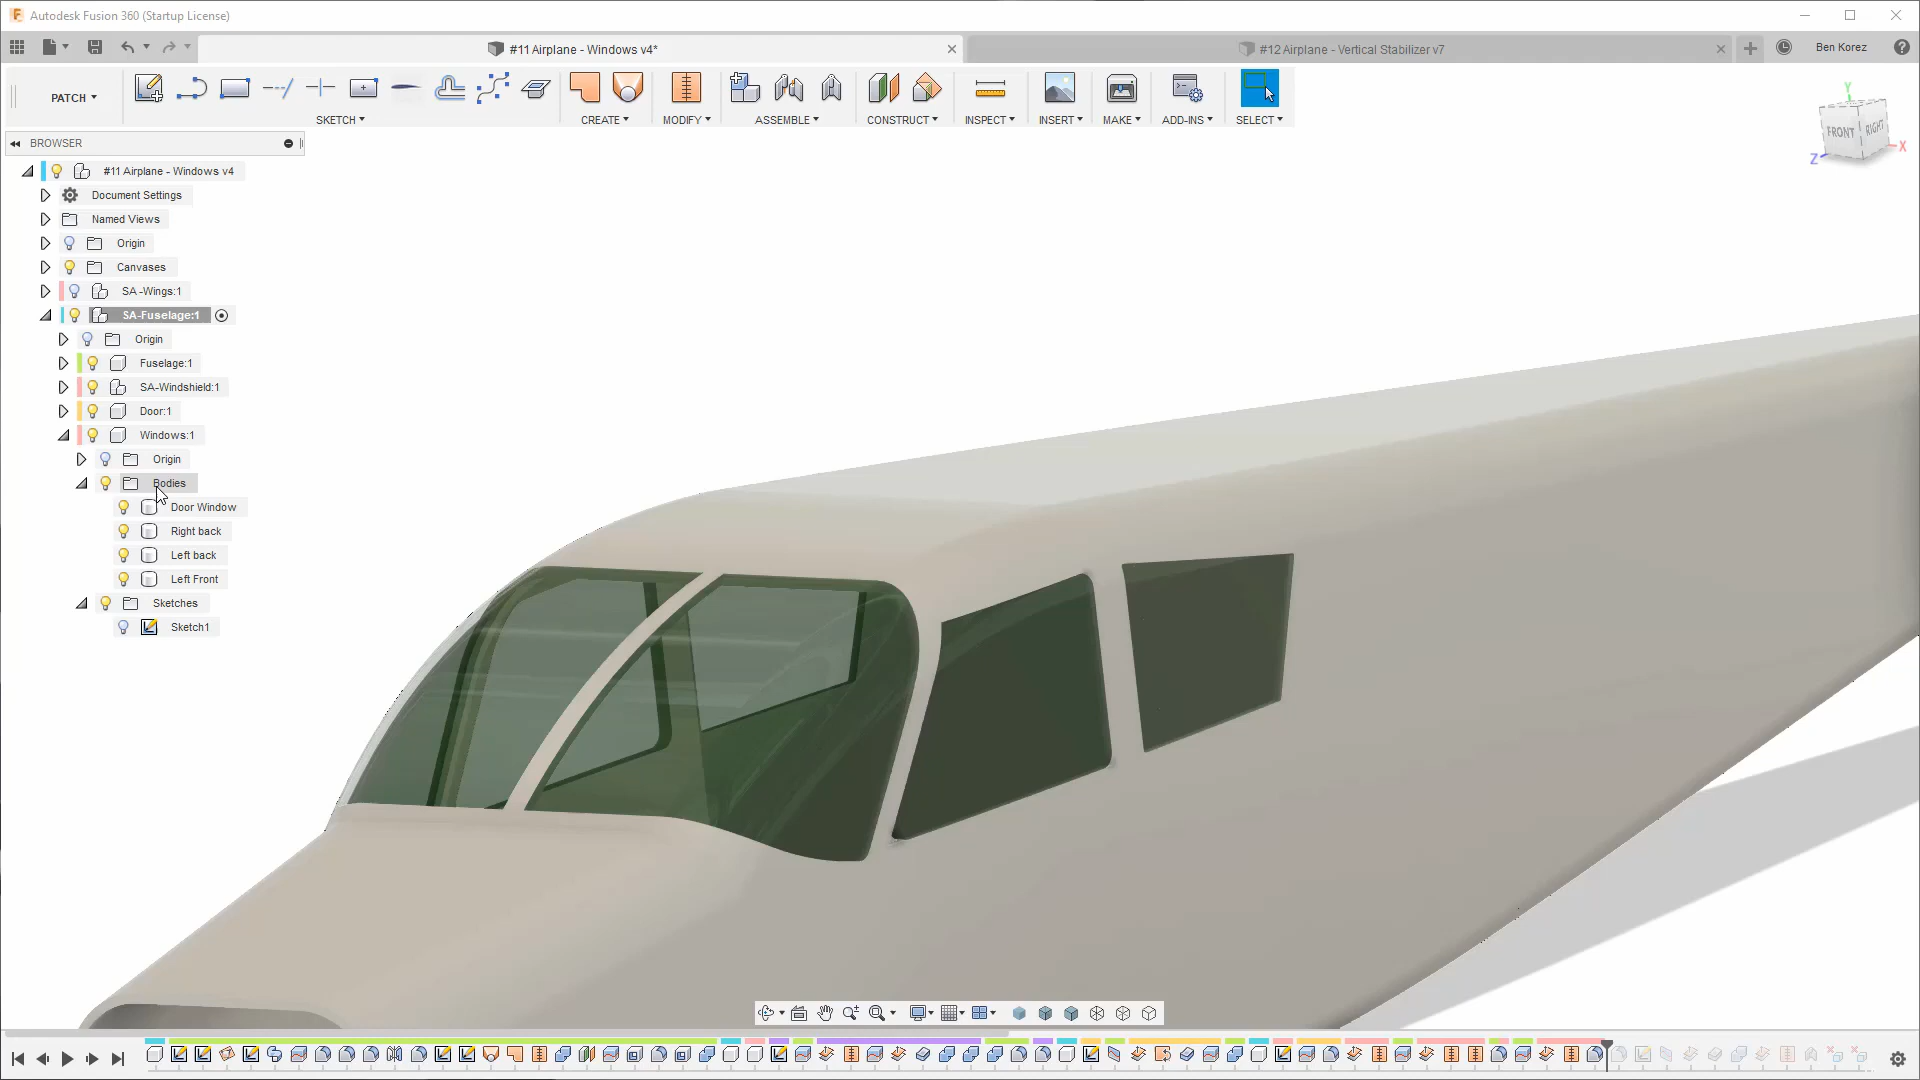 Autodesk Fusion 360 (Startup License)
#11 Airplane - Windows v4*
#12 Airplane - Vertical Stabilizer v7
Ben Korez
PATCH
SKETCH
CREATE
MODIFY
ASSEMBLE
CONSTRUCT
INSPECT
INSERT
MAKE
ADD-INS
SELECT
Y
FRONT
RIGHT
Z
X
BROWSER
#11 Airplane - Windows v4
Document Settings
Named Views
Origin
Canvases
SA -Wings:1
SA-Fuselage:1
Origin
Fuselage:1
SA-Windshield:1
Door:1
Windows:1
Origin
Bodies
Door Window
Right back
Left back
Left Front
Sketches
Sketch1